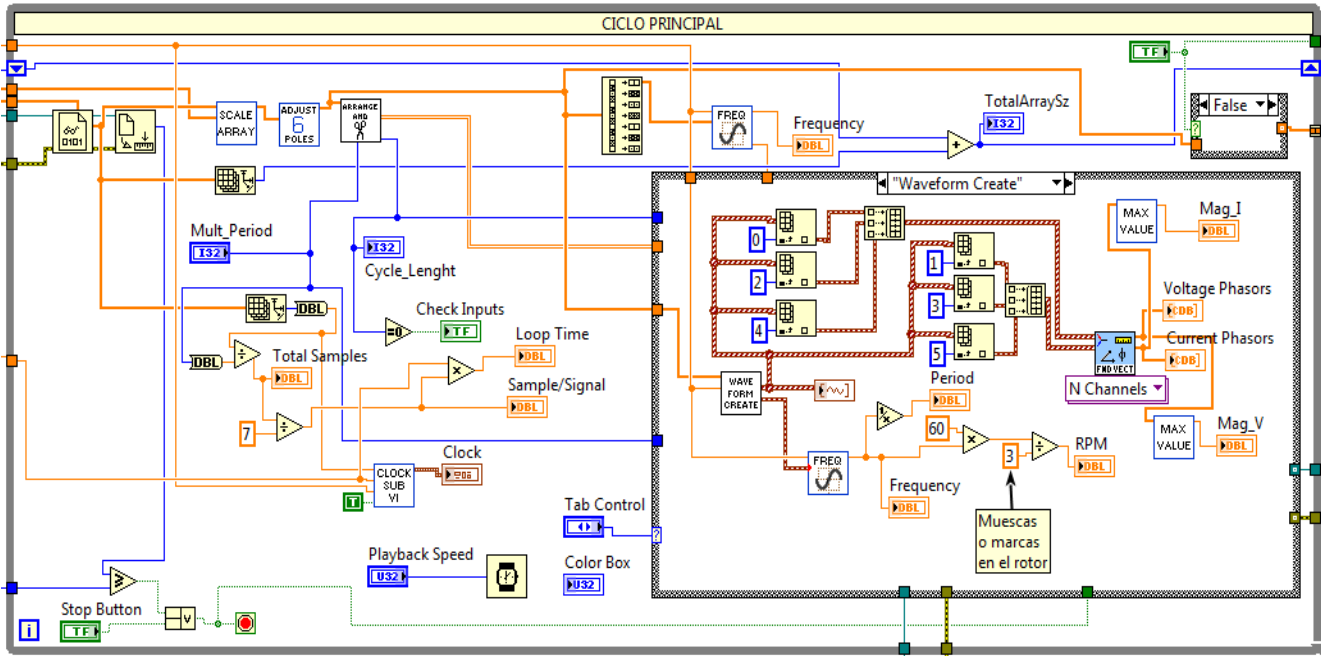 CICLO PRINCIPAL
TF
False
TotalArraySz
I32
SCALE
ARRAY
ADJUST
6
POLES
ARRANGE
AND
OP
FREQ
Frequency
DBL
0101
"Waveform Create"
Mult_Period
I32
I32
Cycle_Lenght
Check Inputs
TF
=0
DBL
DBL
Total Samples
DBL
Loop Time
DBL
Sample/Signal
DBL
7
Clock
CLOCK
SUB
VI
T
0
2
4
1
3
5
MAX
VALUE
Mag_I
DBL
Voltage Phasors
CDB
Current Phasors
CDB
FND VECT
N Channels
WAVE
FORM
CREATE
Period
DBL
1/x
60
3
RPM
DBL
MAX
VALUE
Mag_V
DBL
FREQ
Frequency
DBL
Muescas
o marcas
en el rotor
Tab Control
?
Playback Speed
U32
Color Box
U32
Stop Button
TF
V
i